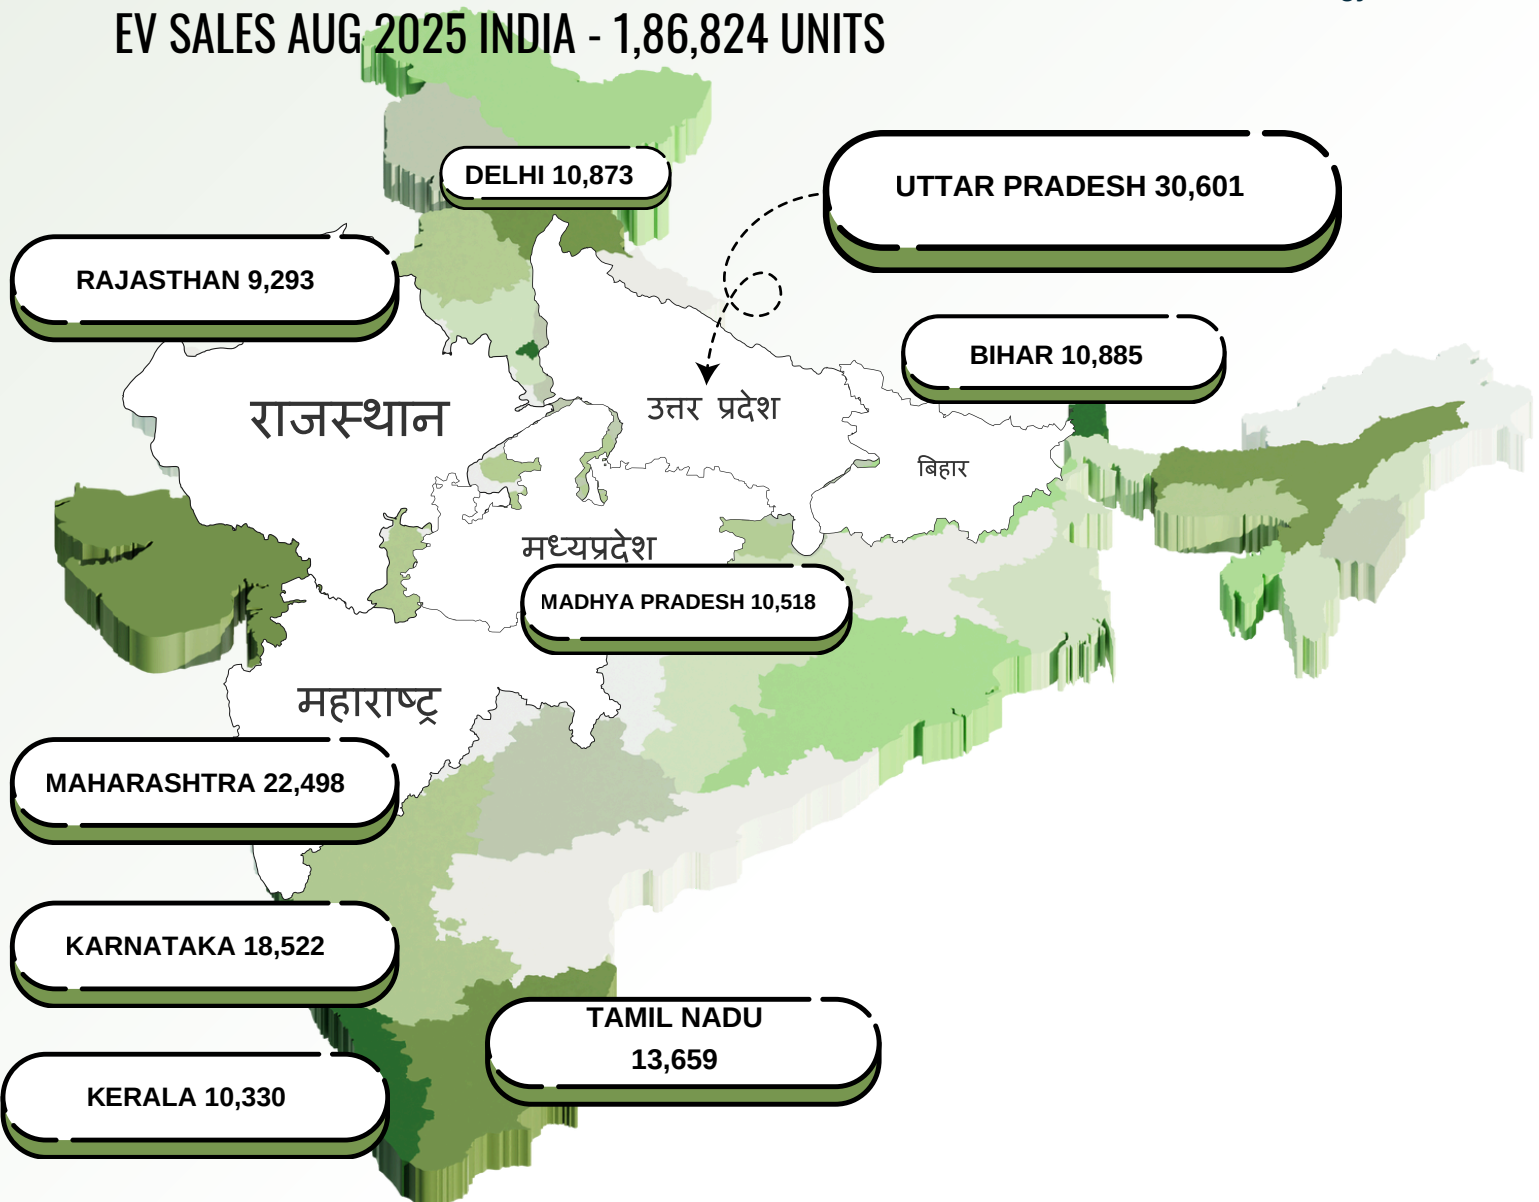 EV SALES AUG 2025 INDIA - 1,86,824 UNITS
DELHI 10,873
UTTAR PRADESH 30,601
RAJASTHAN 9,293
BIHAR 10,885
राजस्थान
उत्तर प्रदेश
बिहार
मध्यप्रदेश
MADHYA PRADESH 10,518
महाराष्ट्र
MAHARASHTRA 22,498
KARNATAKA 18,522
TAMIL NADU
13,659
KERALA 10,330